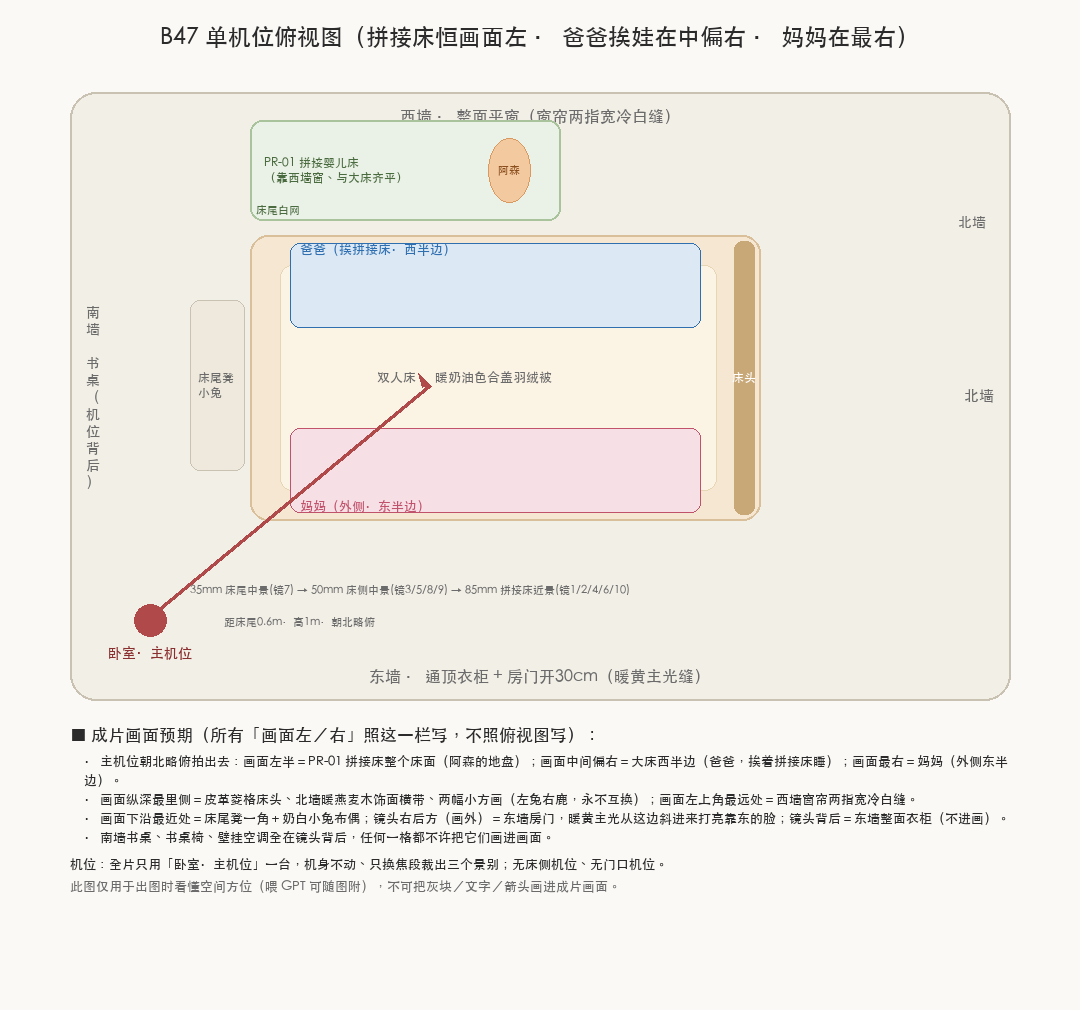 B47 单机位俯视图（拼接床恒画面左· 爸爸挨娃在中偏右· 妈妈在最右）
西墙· 整面平窗（窗帘两指宽冷白缝）
PR-01 拼接婴儿床
（靠西墙窗、与大床齐平）
阿森
床尾白网
北墙
爸爸（挨拼接床· 西半边）
南墙 书桌（机位背后）
床尾凳
小兔
双人床· 暖奶油色合盖羽绒被
床头
北墙
妈妈（外侧· 东半边）
35mm 床尾中景(镜7) → 50mm 床侧中景(镜3/5/8/9) → 85mm 拼接床近景(镜1/2/4/6/10)
距床尾0.6m· 高1m· 朝北略俯
卧室· 主机位
东墙· 通顶衣柜 + 房门开30cm（暖黄主光缝）
■ 成片画面预期（所有「画面左／右」照这一栏写，不照俯视图写）：
· 主机位朝北略俯拍出去：画面左半＝PR-01 拼接床整个床面（阿森的地盘）；画面中间偏右＝大床西半边（爸爸，挨着拼接床睡）；画面最右＝妈妈（外侧东半
边）。
· 画面纵深最里侧＝皮革菱格床头、北墙暖燕麦木饰面横带、两幅小方画（左兔右鹿，永不互换）；画面左上角最远处＝西墙窗帘两指宽冷白缝。
· 画面下沿最近处＝床尾凳一角＋奶白小兔布偶；镜头右后方（画外）＝东墙房门，暖黄主光从这边斜进来打亮靠东的脸；镜头背后＝东墙整面衣柜（不进画）。
· 南墙书桌、书桌椅、壁挂空调全在镜头背后，任何一格都不许把它们画进画面。
机位：全片只用「卧室· 主机位」一台，机身不动、只换焦段裁出三个景别；无床侧机位、无门口机位。
此图仅用于出图时看懂空间方位（喂 GPT 可随图附），不可把灰块／文字／箭头画进成片画面。